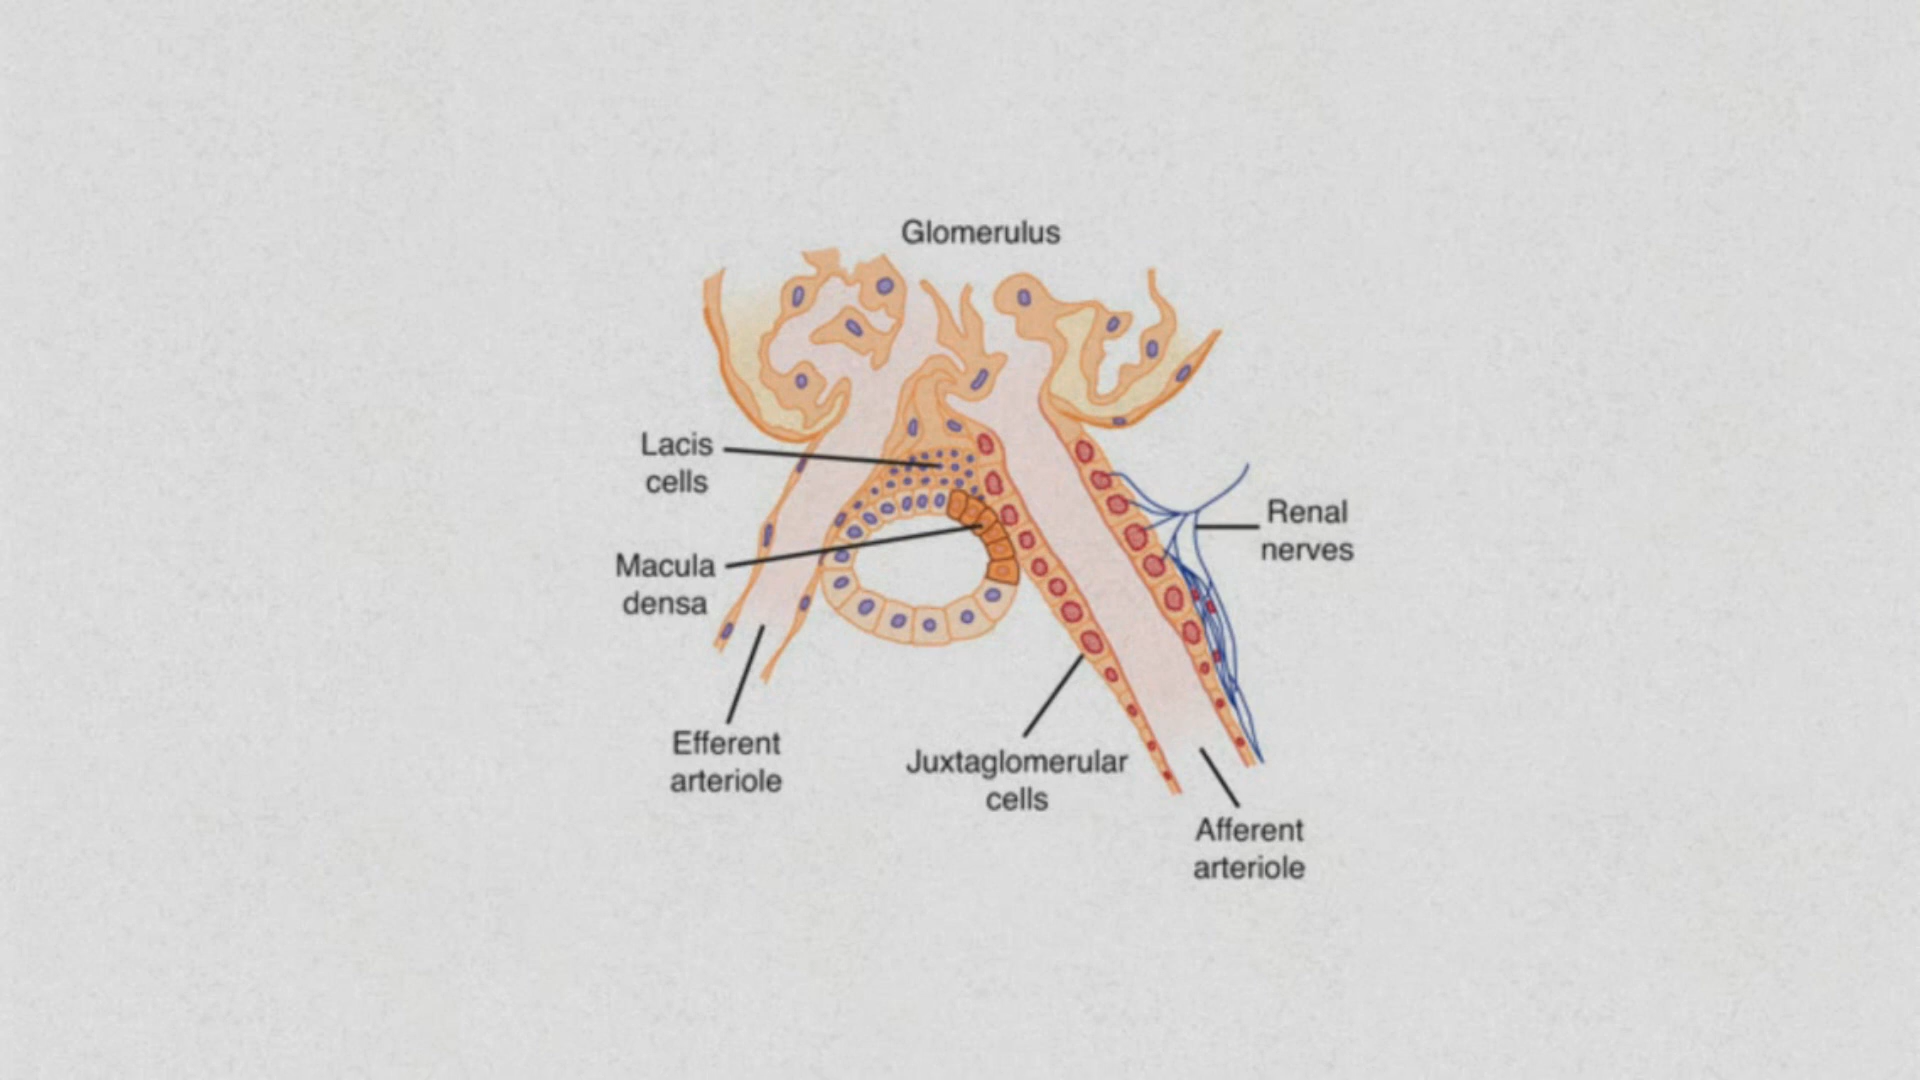 Glomerulus
Lacis
cells
Renal
nerves
Macula
densa
Efferent
arteriole
Juxtaglomerular
cells
Afferent
arteriole